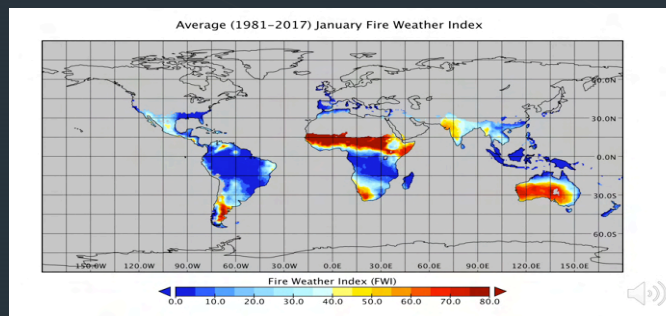 Average (1981-2017) January Fire Weather Index
60.0N
30.0N
0.0N
30.0S
60.0S
150.0W 120.0W 90.0W 60.0W 30.0W 0.0E 30.0E 60.0E 90.0E 120.0E 150.0E
Fire Weather Index (FWI)
0.0 10.0 20.0 30.0 40.0 50.0 60.0 70.0 80.0